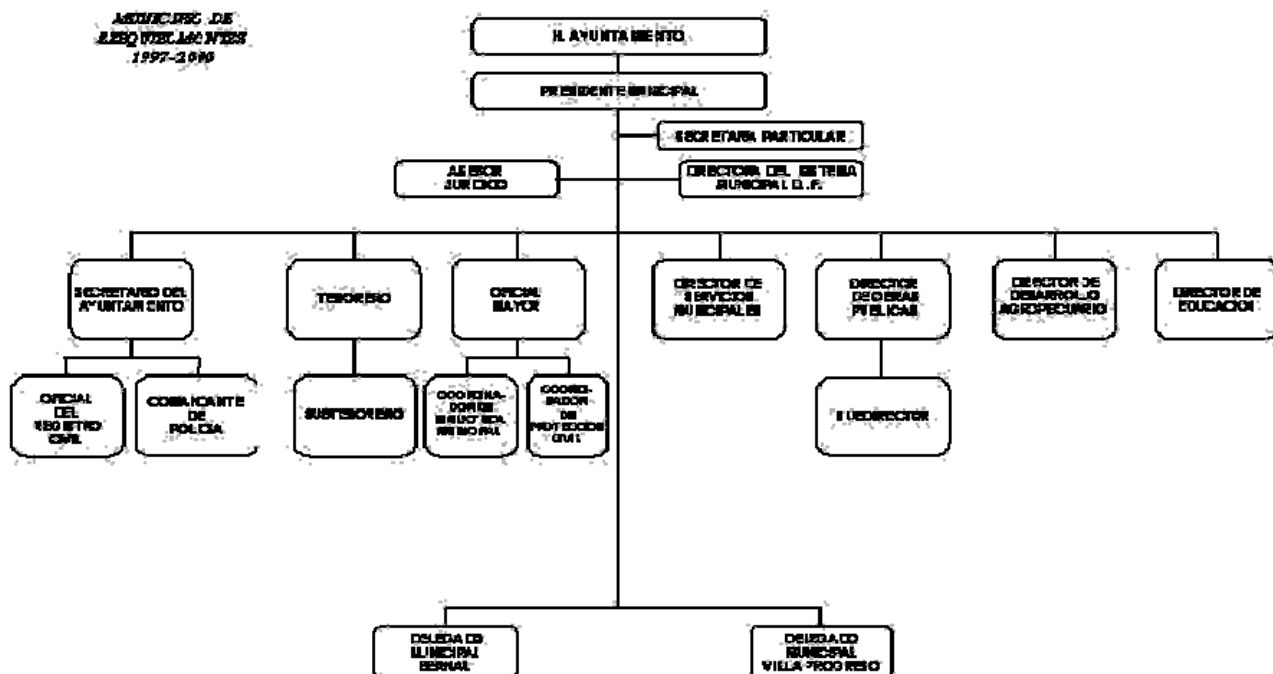 MUNICIPIO DE
EZEQUIEL MONTES
1997-2000
H. AYUNTAMIENTO
PRESIDENTE MUNICIPAL
SECRETARIA PARTICULAR
ASESOR
JURIDICO
DIRECTORA DEL SISTEMA
MUNICIPAL D.I.F.
SECRETARIO DEL
AYUNTAMIENTO
TESORERO
OFICIAL
MAYOR
DIRECTOR DE
SERVICIOS
MUNICIPALES
DIRECTOR
DE OBRAS
PUBLICAS
DIRECTOR DE
DESARROLLO
AGROPECUARIO
DIRECTOR DE
EDUCACION
OFICIAL
DEL
REGISTRO
CIVIL
COMANDANTE
DE
POLICIA
SUBTESORERO
COORDINA-
DOR DE
MUNICIPAL
COORDI-
NADOR
DE
PROTECCION
CIVIL
SUBDIRECTOR
DELEGADO
MUNICIPAL
BERNAL
DELEGADO
MUNICIPAL
VILLA PROGRESO